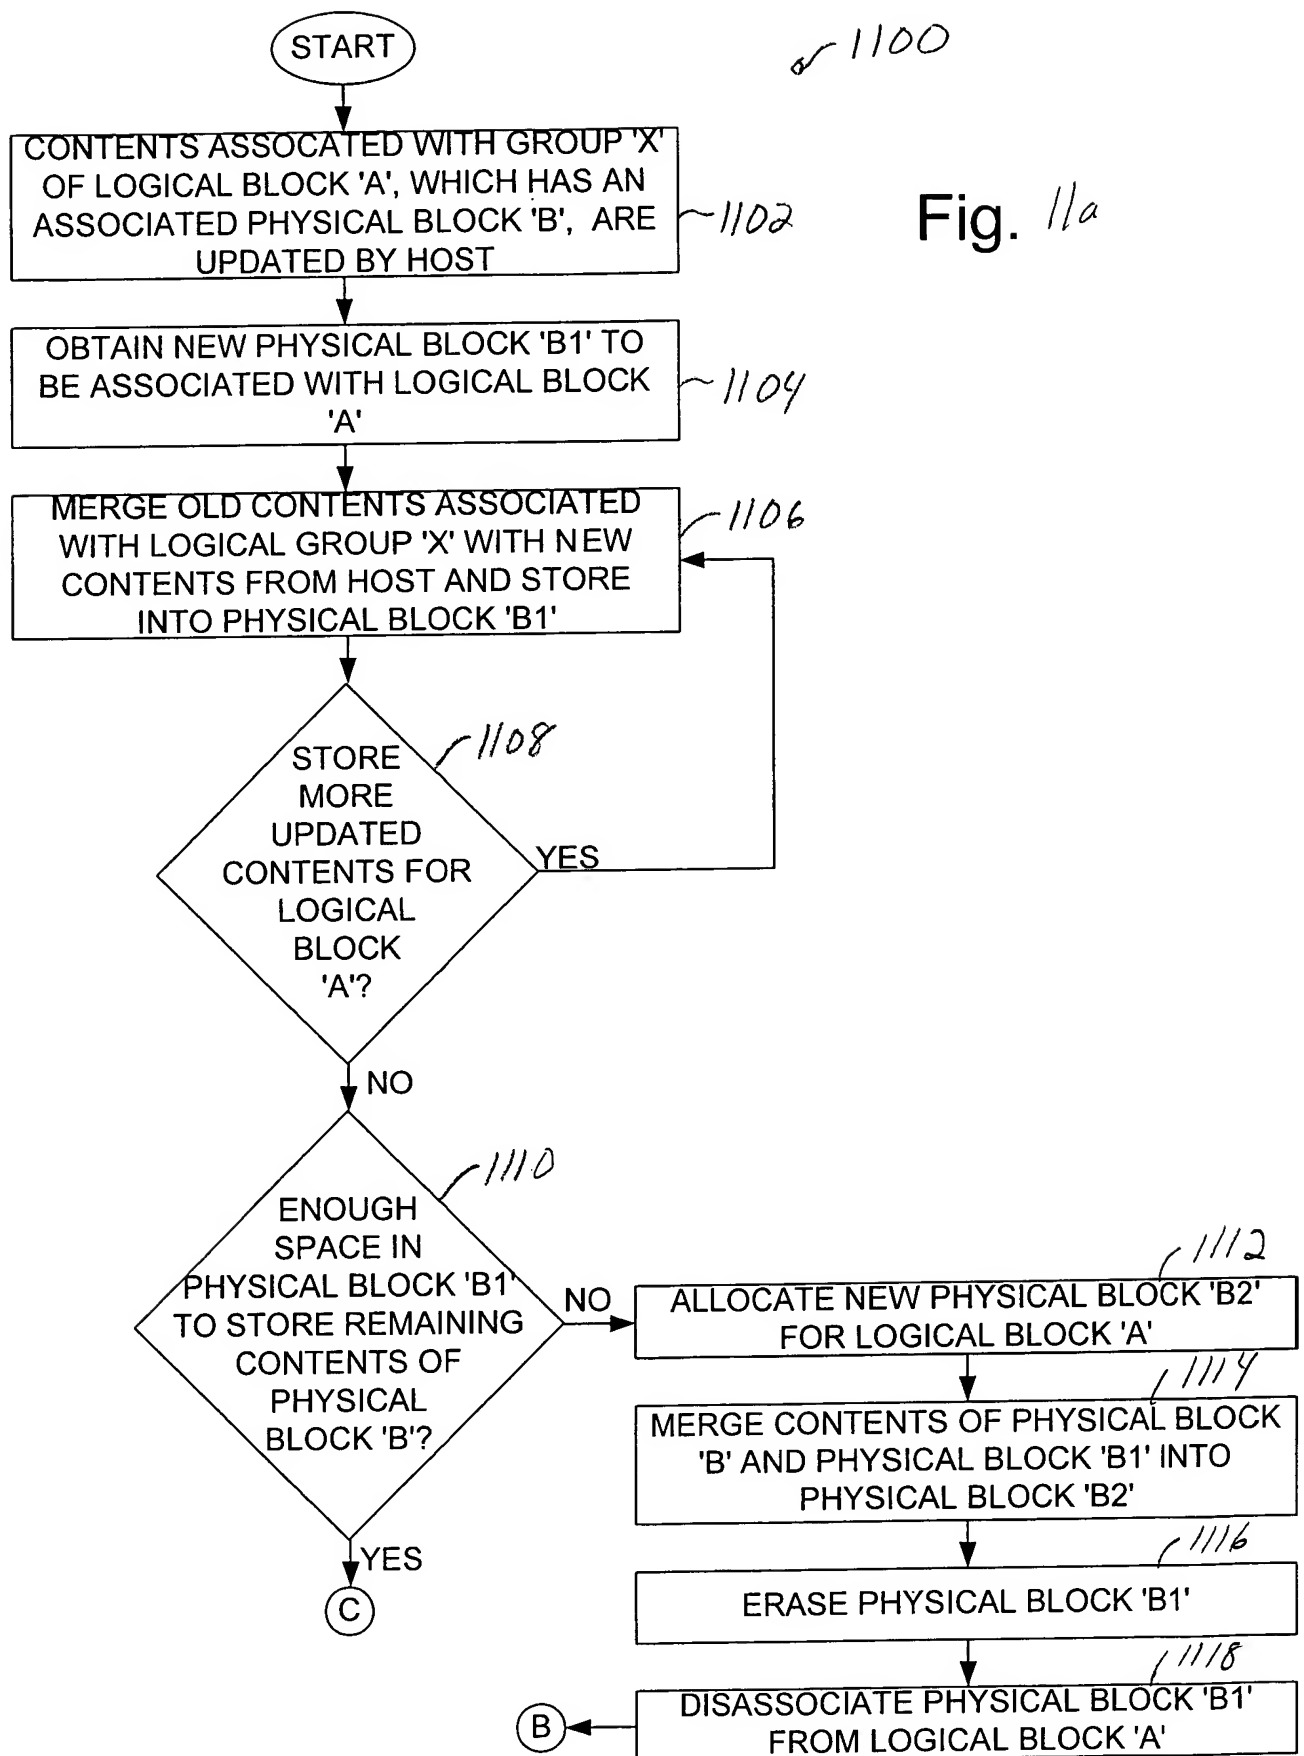 START
1100
CONTENTS ASSOCATED WITH GROUP 'X'
OF LOGICAL BLOCK 'A', WHICH HAS AN
ASSOCIATED PHYSICAL BLOCK 'B', ARE
UPDATED BY HOST
1102
Fig. 11a
OBTAIN NEW PHYSICAL BLOCK 'B1' TO
BE ASSOCIATED WITH LOGICAL BLOCK
'A'
1104
MERGE OLD CONTENTS ASSOCIATED
WITH LOGICAL GROUP 'X' WITH NEW
CONTENTS FROM HOST AND STORE
INTO PHYSICAL BLOCK 'B1'
1106
STORE
MORE
UPDATED
CONTENTS FOR
LOGICAL
BLOCK
'A'?
1108
YES
NO
ENOUGH
SPACE IN
PHYSICAL BLOCK 'B1'
TO STORE REMAINING
CONTENTS OF
PHYSICAL
BLOCK 'B'?
1110
NO
YES
C
1112
ALLOCATE NEW PHYSICAL BLOCK 'B2'
FOR LOGICAL BLOCK 'A'
1114
MERGE CONTENTS OF PHYSICAL BLOCK
'B' AND PHYSICAL BLOCK 'B1' INTO
PHYSICAL BLOCK 'B2'
1116
ERASE PHYSICAL BLOCK 'B1'
1118
DISASSOCIATE PHYSICAL BLOCK 'B1'
FROM LOGICAL BLOCK 'A'
B